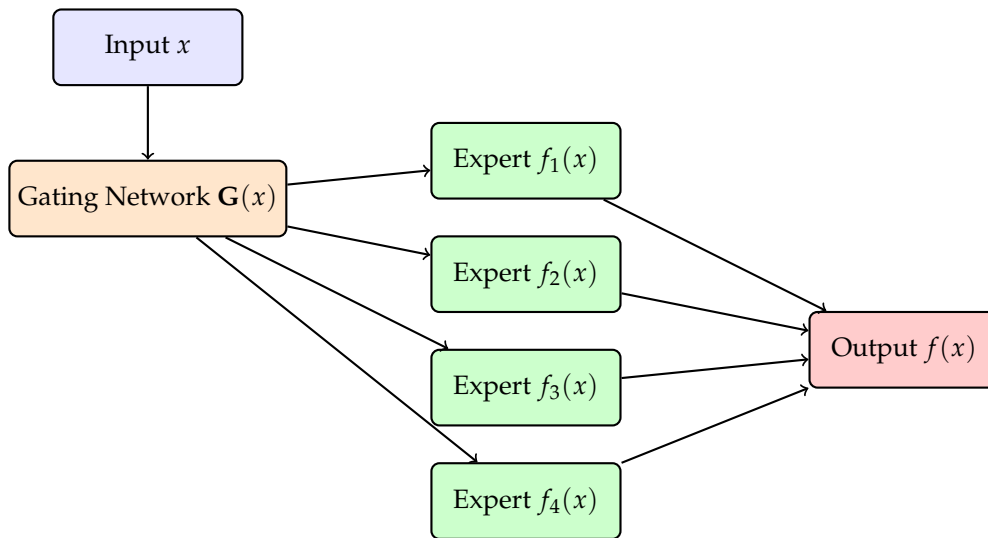 Input x
Gating Network G(x)
Expert f₁(x)
Expert f₂(x)
Expert f₃(x)
Expert f₄(x)
Output f(x)